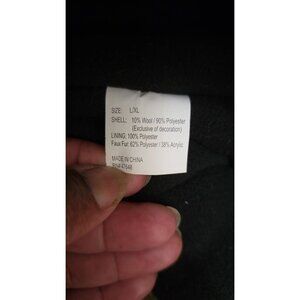 SIZE: L/XL
SHELL: 10% Wool / 90% Polyester
(Exclusive of decoration)
LINING: 100% Polyester
Faux Fur: 62% Polyester / 38% Acrylic
MADE IN CHINA